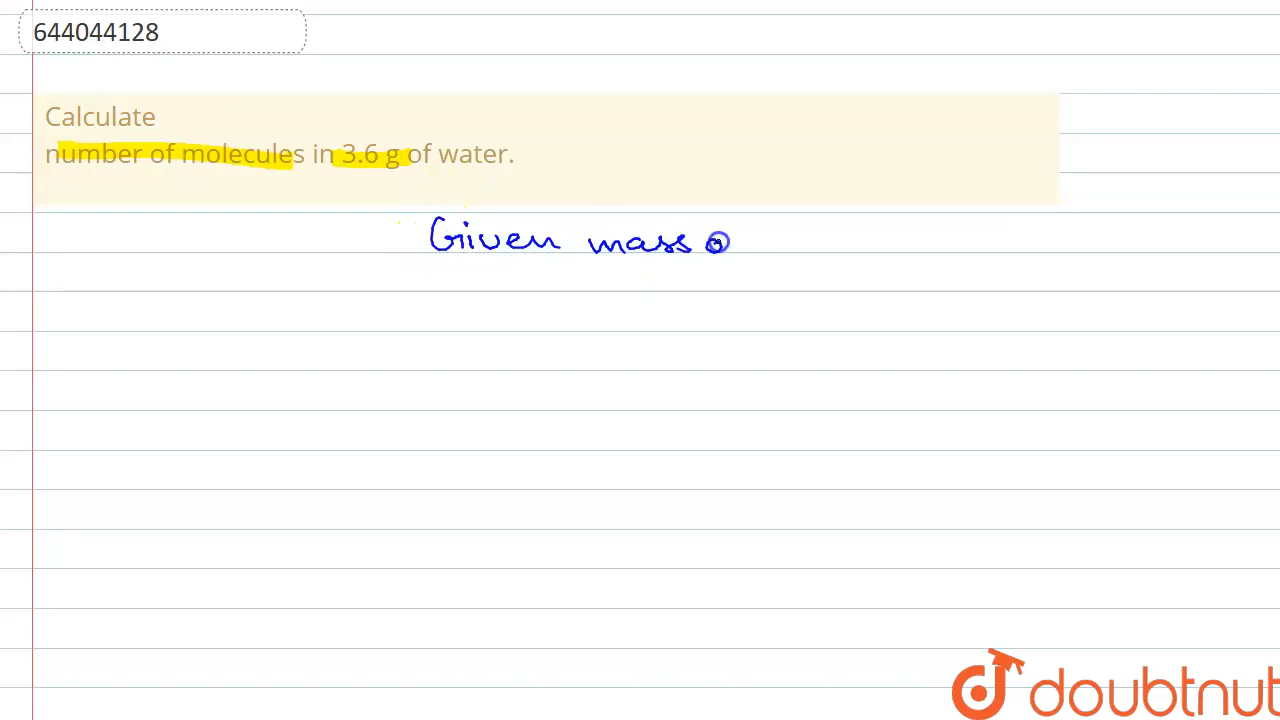 644044128
Calculate
number of molecules in 3.6 g of water.
Given mass o
doubtnut